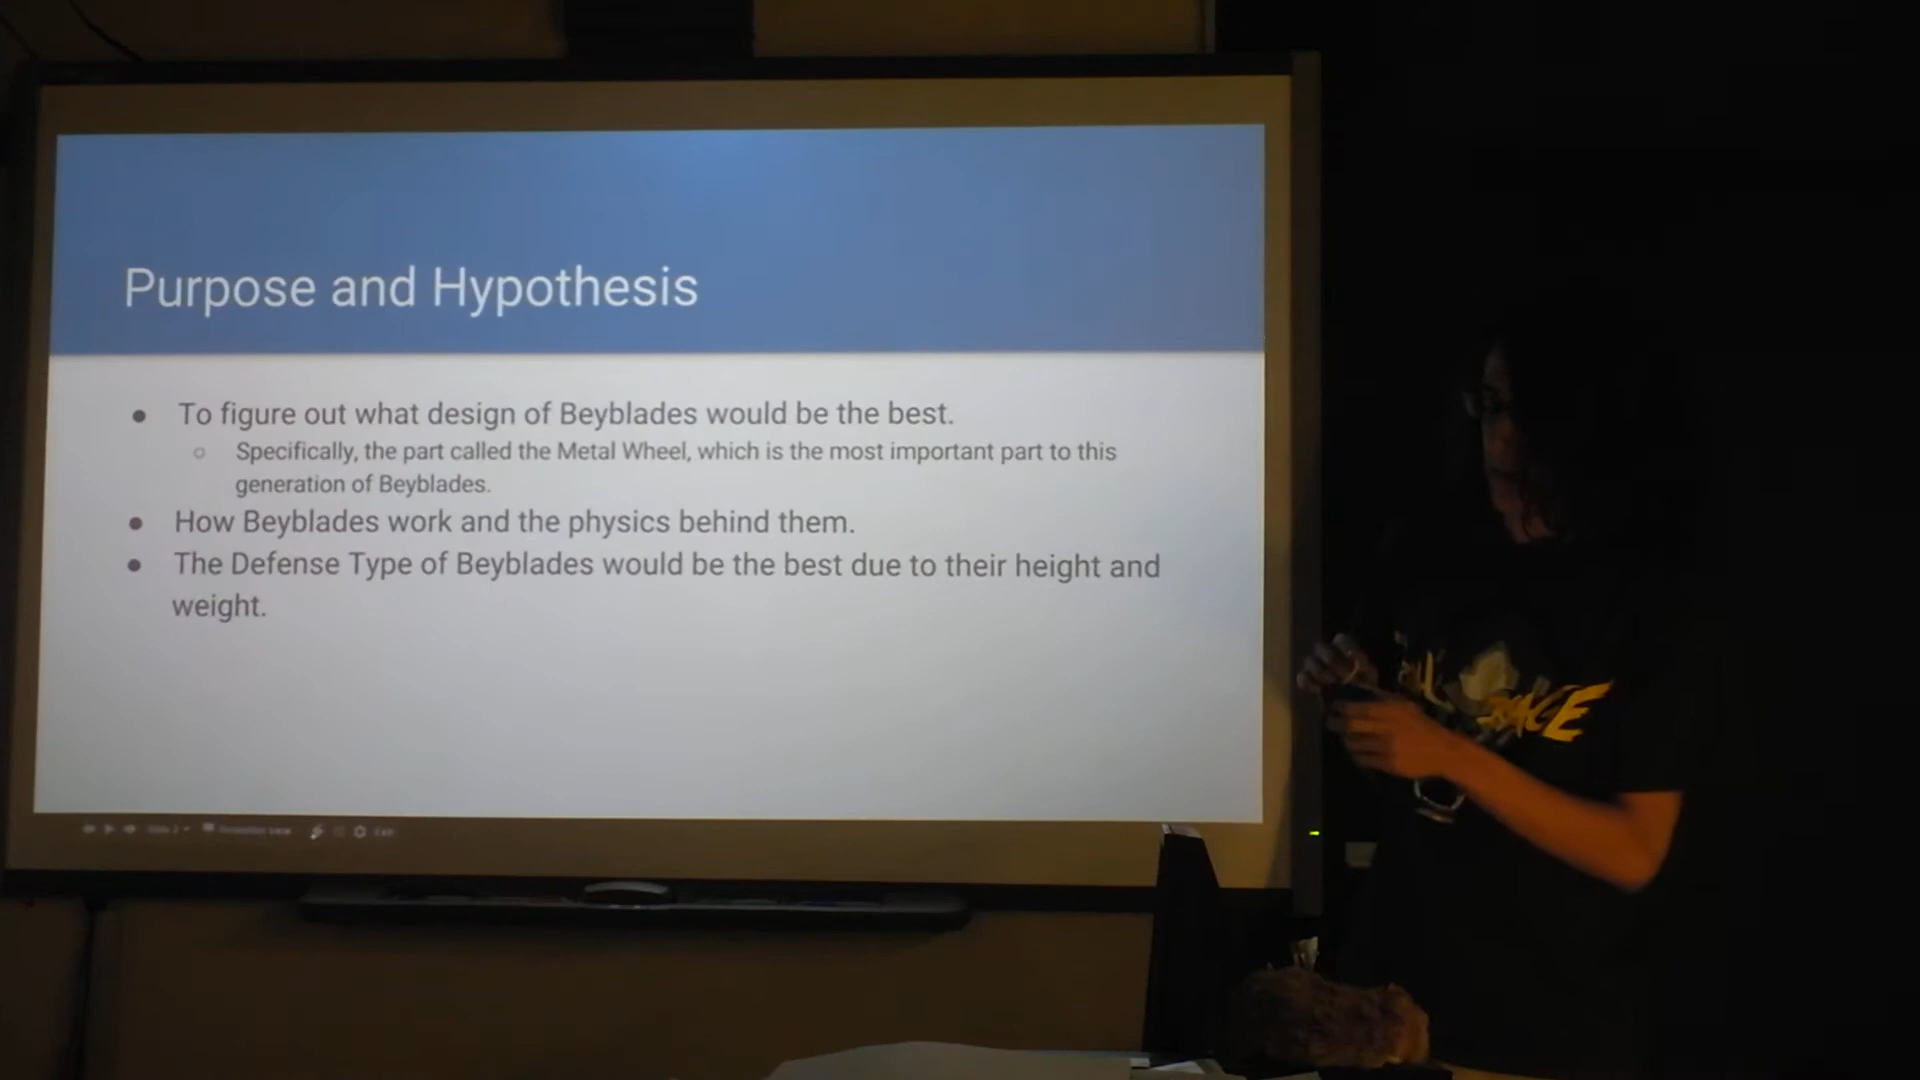 Purpose and Hypothesis
● To figure out what design of Beyblades would be the best.
○ Specifically, the part called the Metal Wheel, which is the most important part to this
generation of Beyblades.
● How Beyblades work and the physics behind them.
● The Defense Type of Beyblades would be the best due to their height and
weight.